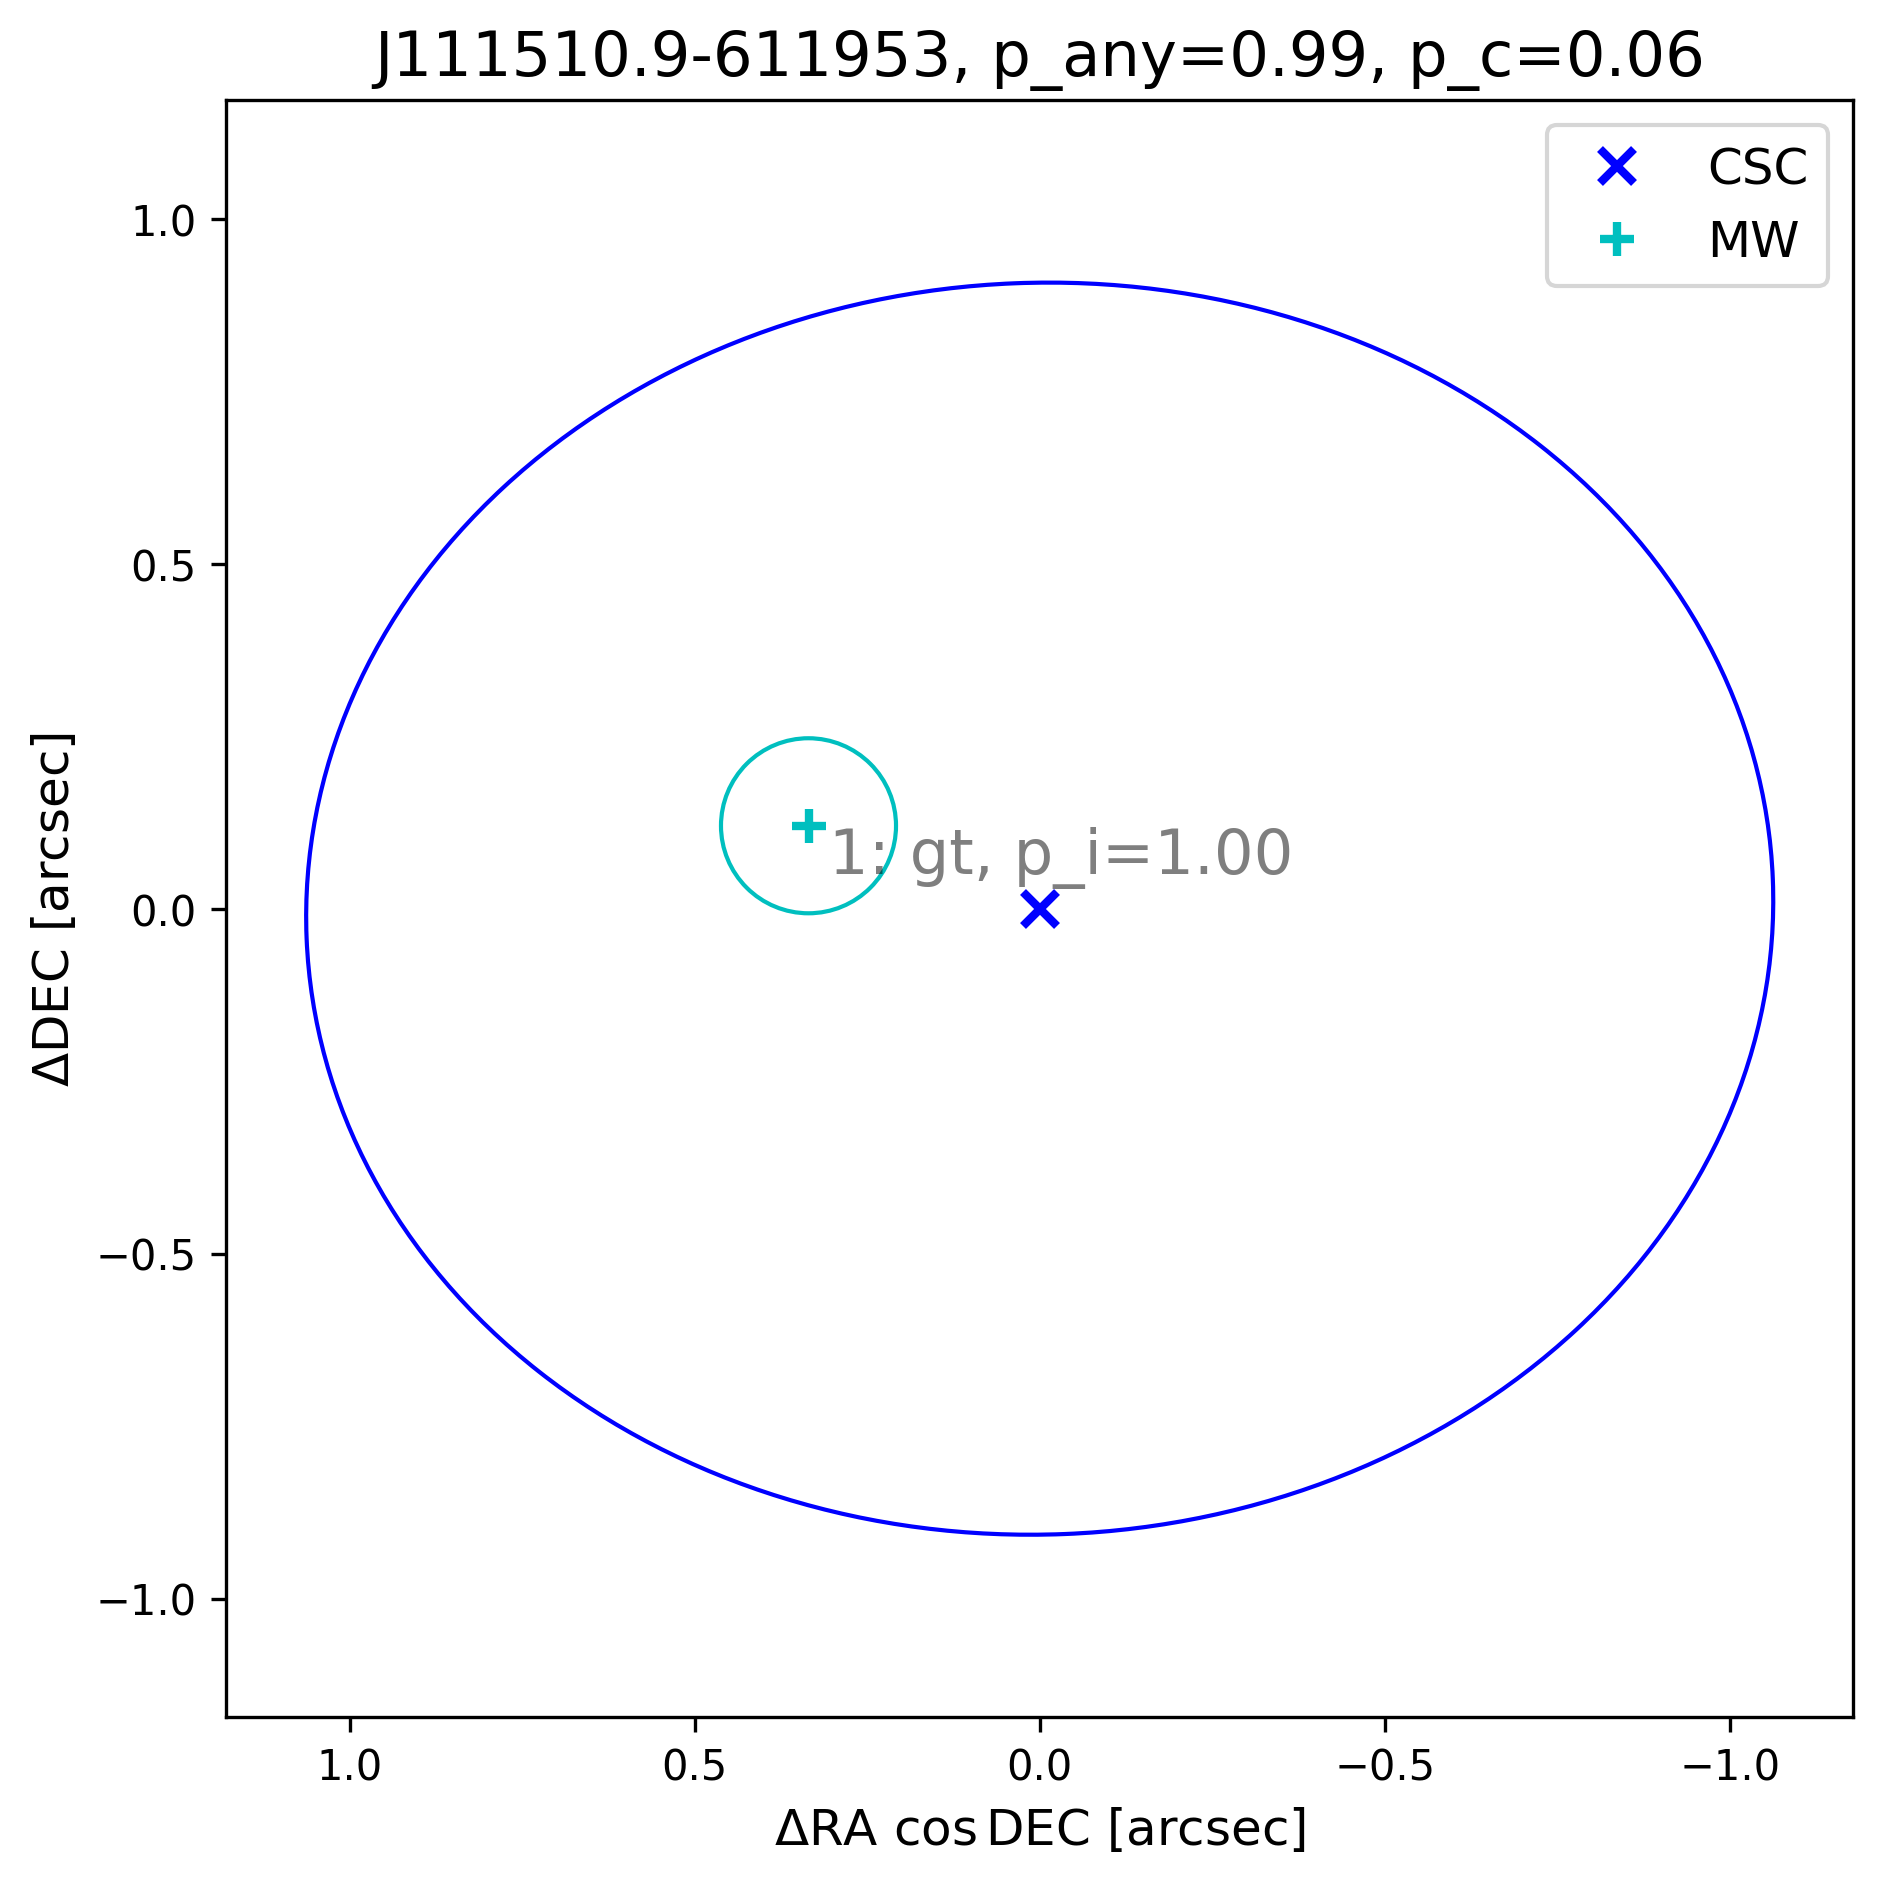 J111510.9-611953, p_any=0.99, p_c=0.06
CSC
MW
1.0
0.5
0.0
−0.5
−1.0
ΔDEC [arcsec]
1: gt, p_i=1.00
1.0 0.5 0.0 −0.5 −1.0
ΔRA cos DEC [arcsec]